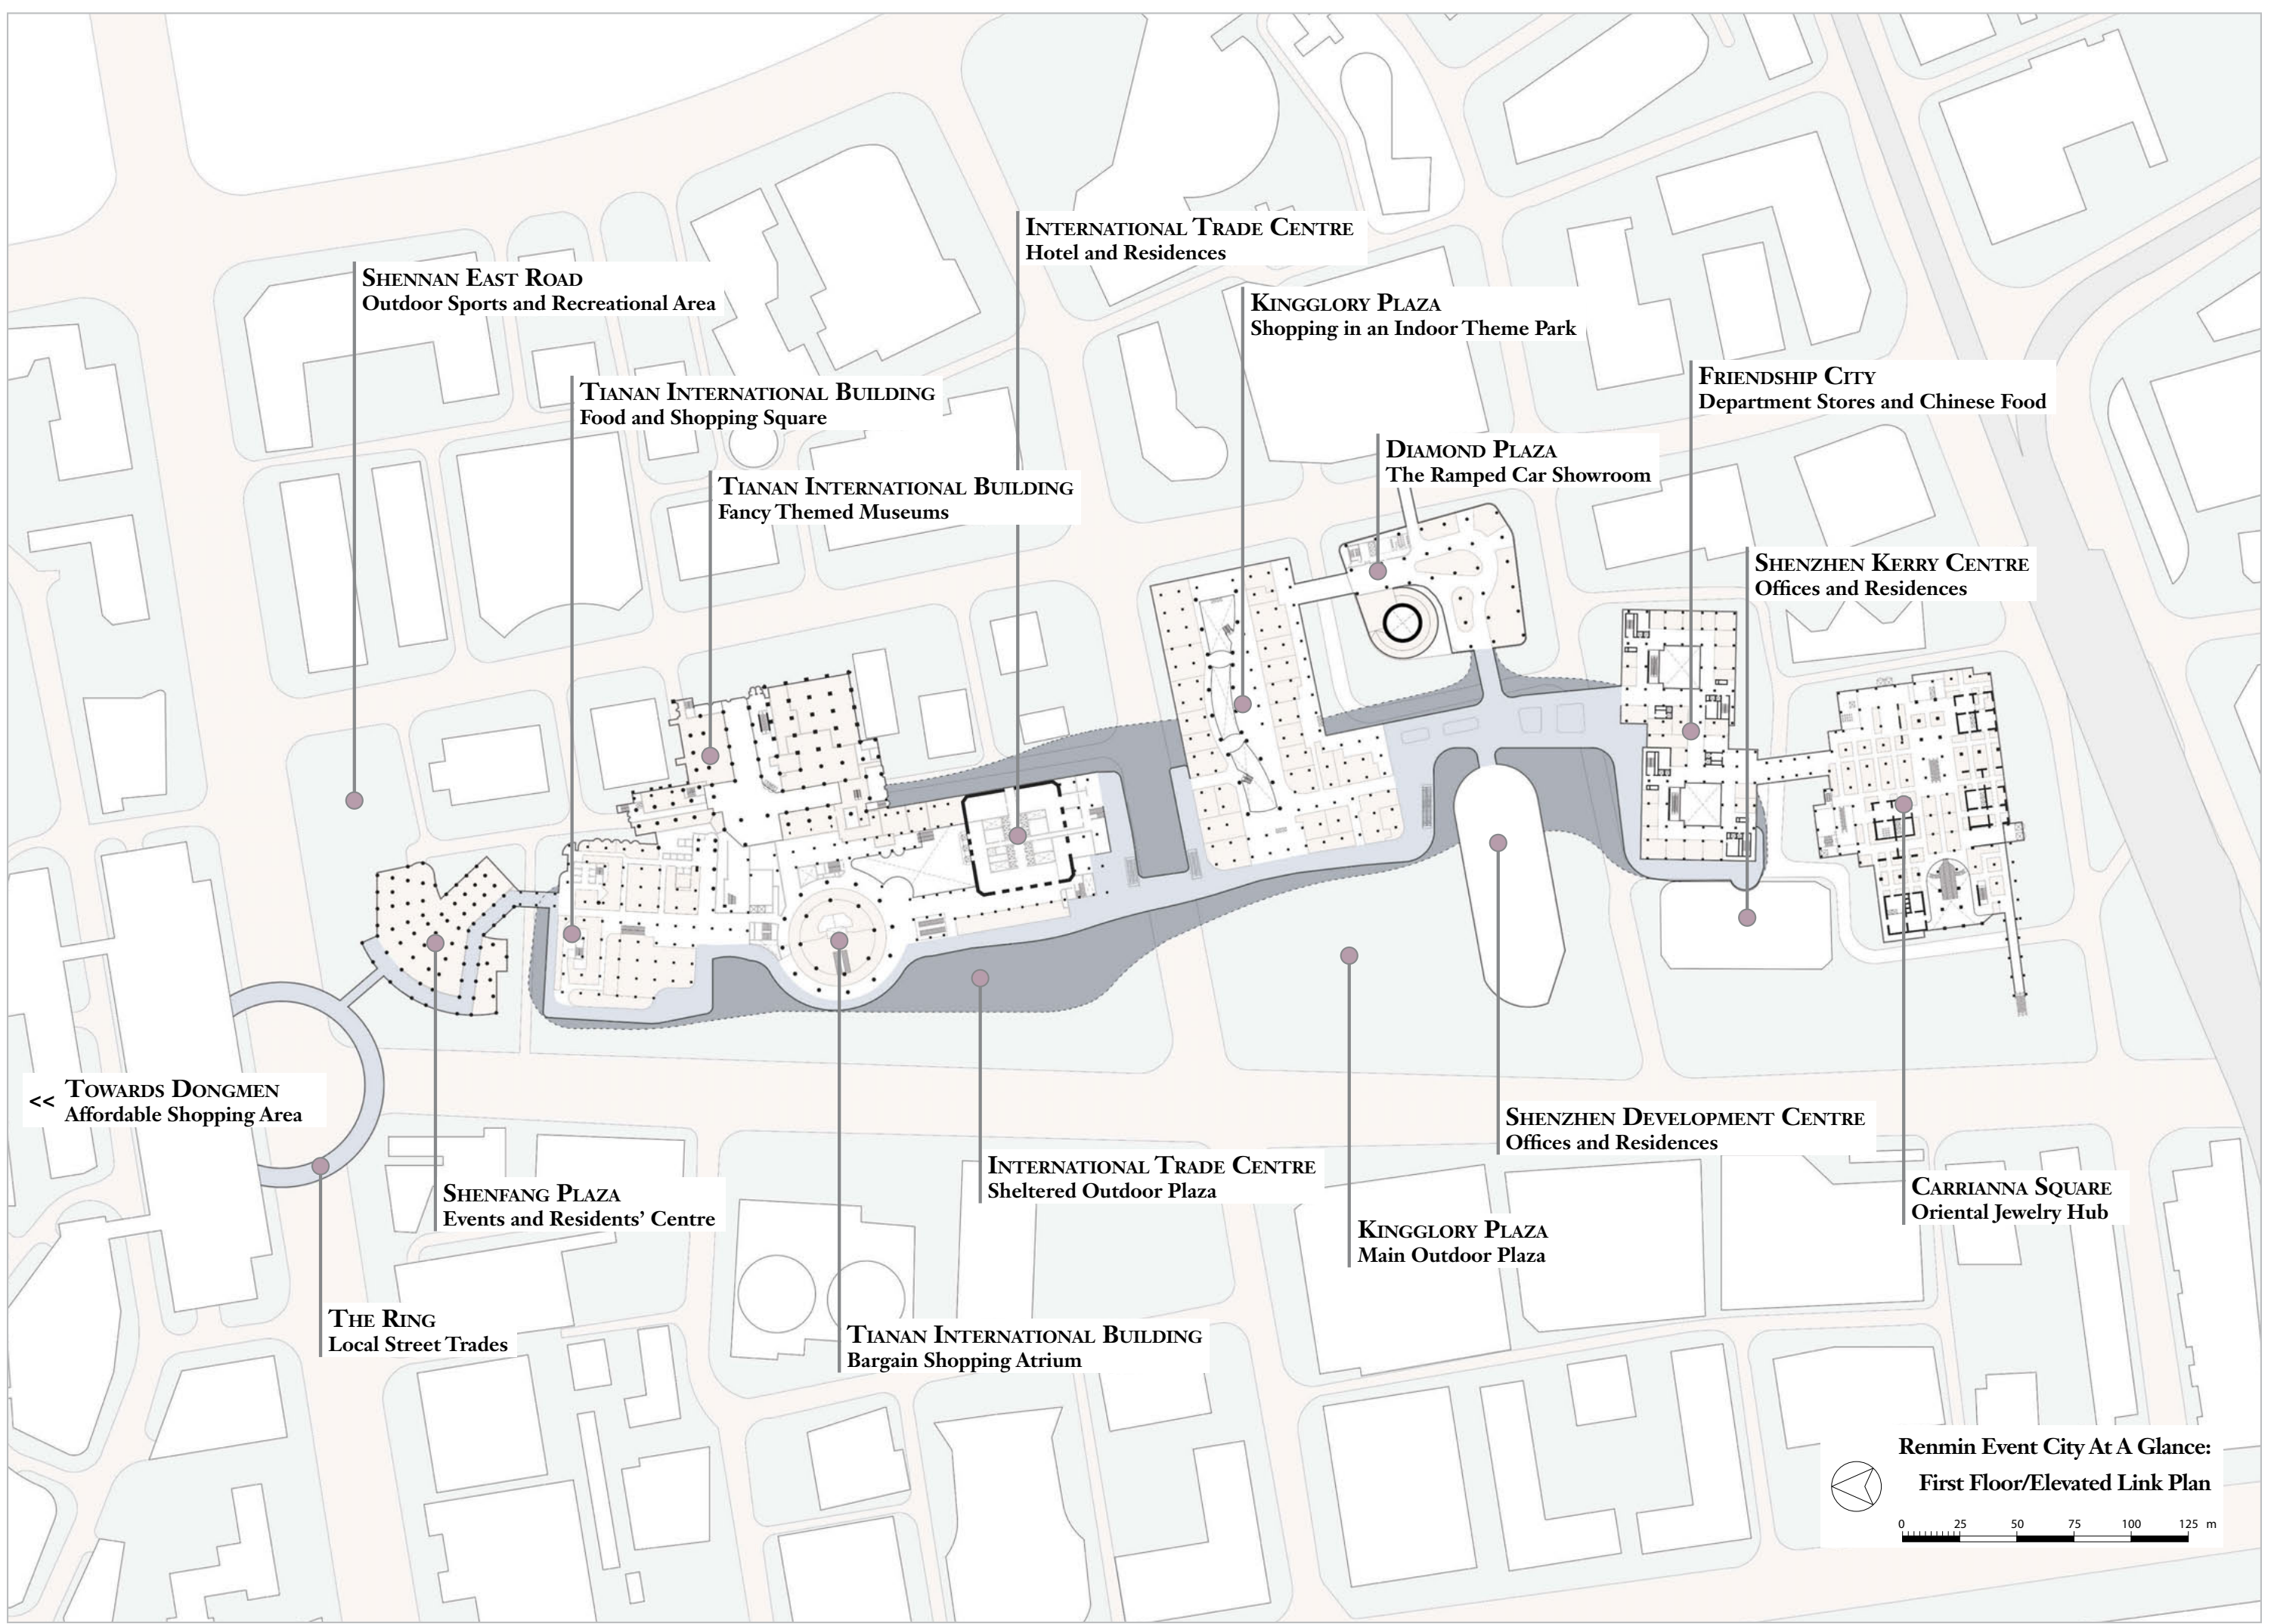 INTERNATIONAL TRADE CENTRE
Hotel and Residences
SHENNAN EAST ROAD
Outdoor Sports and Recreational Area
KINGGLORY PLAZA
Shopping in an Indoor Theme Park
TIANAN INTERNATIONAL BUILDING
Food and Shopping Square
FRIENDSHIP CITY
Department Stores and Chinese Food
DIAMOND PLAZA
The Ramped Car Showroom
TIANAN INTERNATIONAL BUILDING
Fancy Themed Museums
SHENZHEN KERRY CENTRE
Offices and Residences
<< TOWARDS DONGMEN
Affordable Shopping Area
SHENZHEN DEVELOPMENT CENTRE
Offices and Residences
INTERNATIONAL TRADE CENTRE
Sheltered Outdoor Plaza
SHENFANG PLAZA
Events and Residents' Centre
CARRIANNA SQUARE
Oriental Jewelry Hub
KINGGLORY PLAZA
Main Outdoor Plaza
THE RING
Local Street Trades
TIANAN INTERNATIONAL BUILDING
Bargain Shopping Atrium
Renmin Event City At A Glance:
First Floor/Elevated Link Plan
0 25 50 75 100 125 m